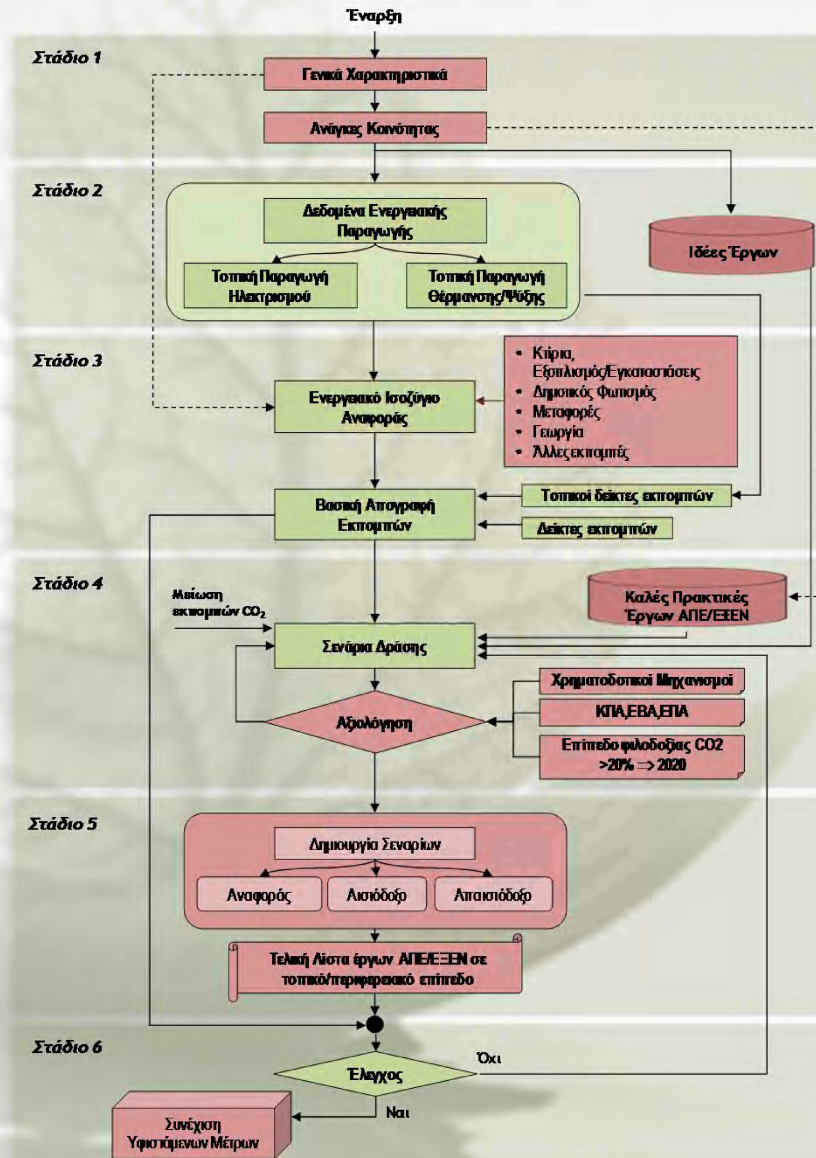 Έναρξη
Στάδιο 1
Γενικά Χαρακτηριστικά
Ανάγκες Κοινότητας
Στάδιο 2
Δεδομένα Ενεργειακής
Παραγωγής
Τοπική Παραγωγή
Ηλεκτρισμού
Τοπική Παραγωγή
Θέρμανσης/Ψύξης
Ιδέες Έργων
Στάδιο 3
Ενεργειακό Ισοζύγιο
Αναφοράς
• Κτίρια,
Εξοπλισμός/Εγκαταστάσεις
• Δημοτικός Φωτισμός
• Μεταφορές
• Γεωργία
• Άλλες εκπομπές
Βασική Απογραφή
Εκπομπών
Τοπικοί δείκτες εκπομπών
Δείκτες εκπομπών
Στάδιο 4
Μείωση
εκπομπών CO₂
Καλές Πρακτικές
Έργων ΑΠΕ/ΕΞΕΝ
Σενάρια Δράσης
Αξιολόγηση
Χρηματοδοτικοί Μηχανισμοί
ΚΠΑ,ΕΒΑ,ΕΠΑ
Επίπεδο φιλοδοξίας CO2
>20% ⇒ 2020
Στάδιο 5
Δημιουργία Σεναρίων
Αναφοράς
Αισιόδοξο
Απαισιόδοξο
Τελική Λίστα έργων ΑΠΕ/ΕΞΕΝ σε
τοπικό/περιφερειακό επίπεδο
Στάδιο 6
Έλεγχος
Όχι
Ναι
Συνέχιση
Υφιστάμενων Μέτρων